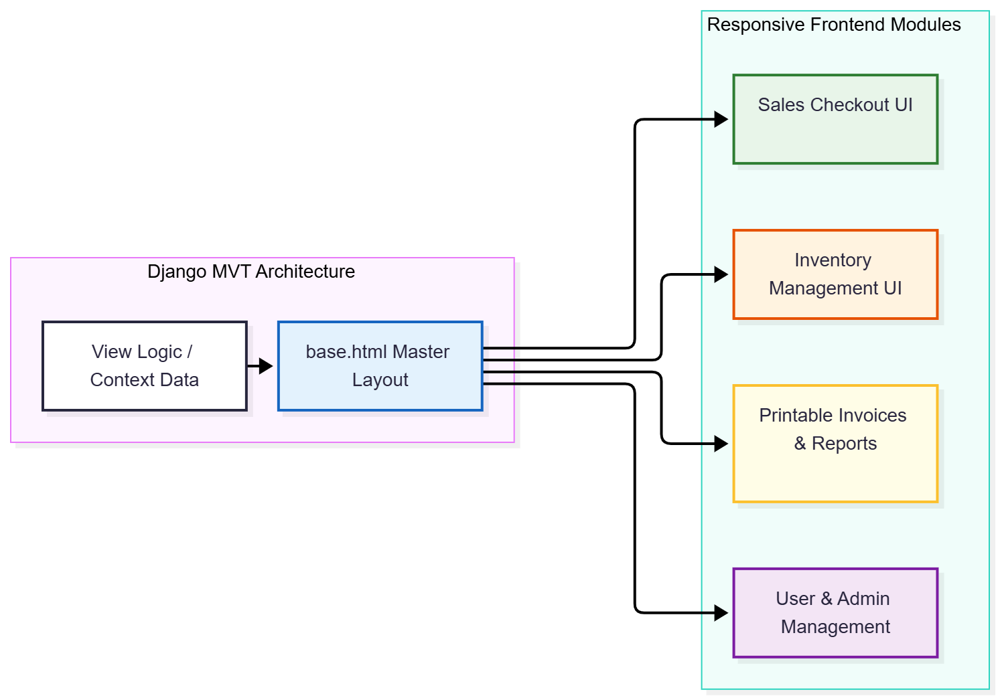 Responsive Frontend Modules
Sales Checkout UI
Inventory
Management UI
Django MVT Architecture
View Logic /
Context Data
base.html Master
Layout
Printable Invoices
& Reports
User & Admin
Management